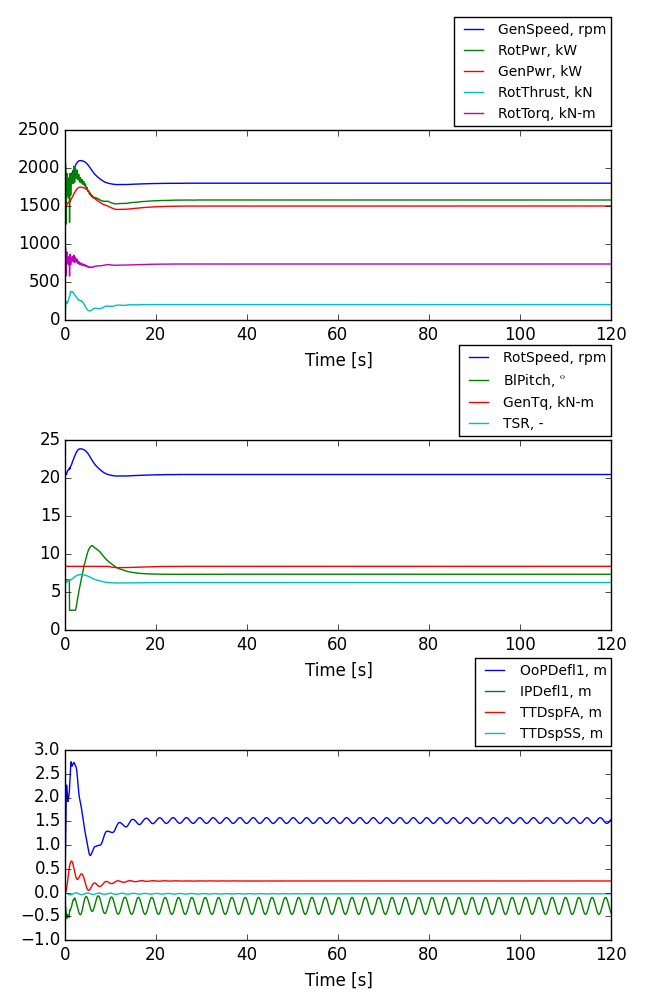 GenSpeed, rpm
RotPwr, kW
GenPwr, kW
RotThrust, kN
RotTorq, kN-m
2500
2000
1500
1000
500
0
0 20 40 60 80 100 120
Time [s]
RotSpeed, rpm
BlPitch, °
GenTq, kN-m
TSR, -
25
20
15
10
5
0
0 20 40 60 80 100 120
Time [s]
OoPDefl1, m
IPDefl1, m
TTDspFA, m
TTDspSS, m
3.0
2.5
2.0
1.5
1.0
0.5
0.0
−0.5
−1.0
0 20 40 60 80 100 120
Time [s]